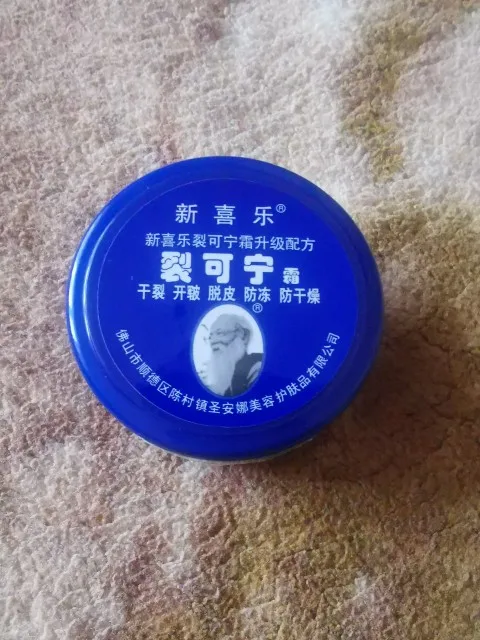 新喜乐®
新喜乐裂可宁霜升级配方
裂可宁霜
干裂 开皲 脱皮 防冻 防干燥
®
佛山市顺德区陈村镇圣安娜美容护肤品有限公司